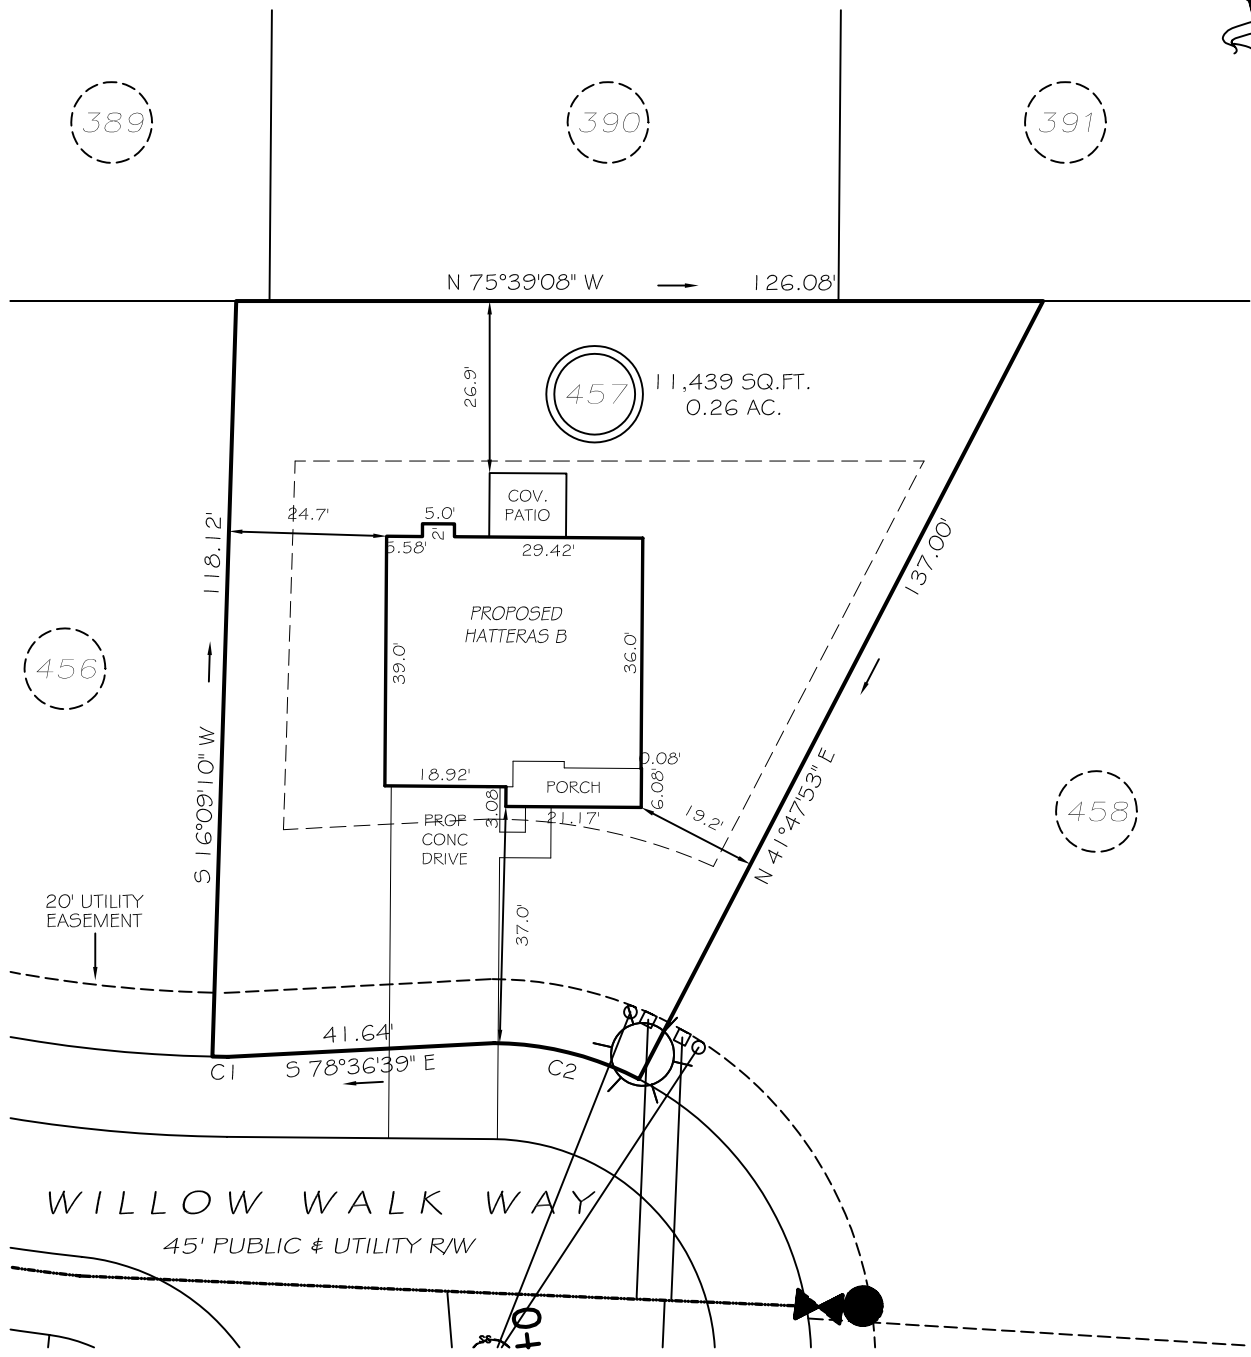 389
390
391
N 75°39'08" W
126.08'
26.9'
457
11,439 SQ.FT.
0.26 AC.
COV.
PATIO
24.7'
5.0'
2'
5.58'
29.42'
118.12'
137.00'
PROPOSED
HATTERAS B
39.0'
36.0'
456
S 16°09'10" W
N 41°47'53" E
18.92'
0.08'
PORCH
6.08'
3.08'
21.17'
19.2'
458
PROP
CONC
DRIVE
20' UTILITY
EASEMENT
37.0'
41.64'
S 78°36'39" E
C1
C2
WILLOW WALK WAY
45' PUBLIC & UTILITY R/W
SS